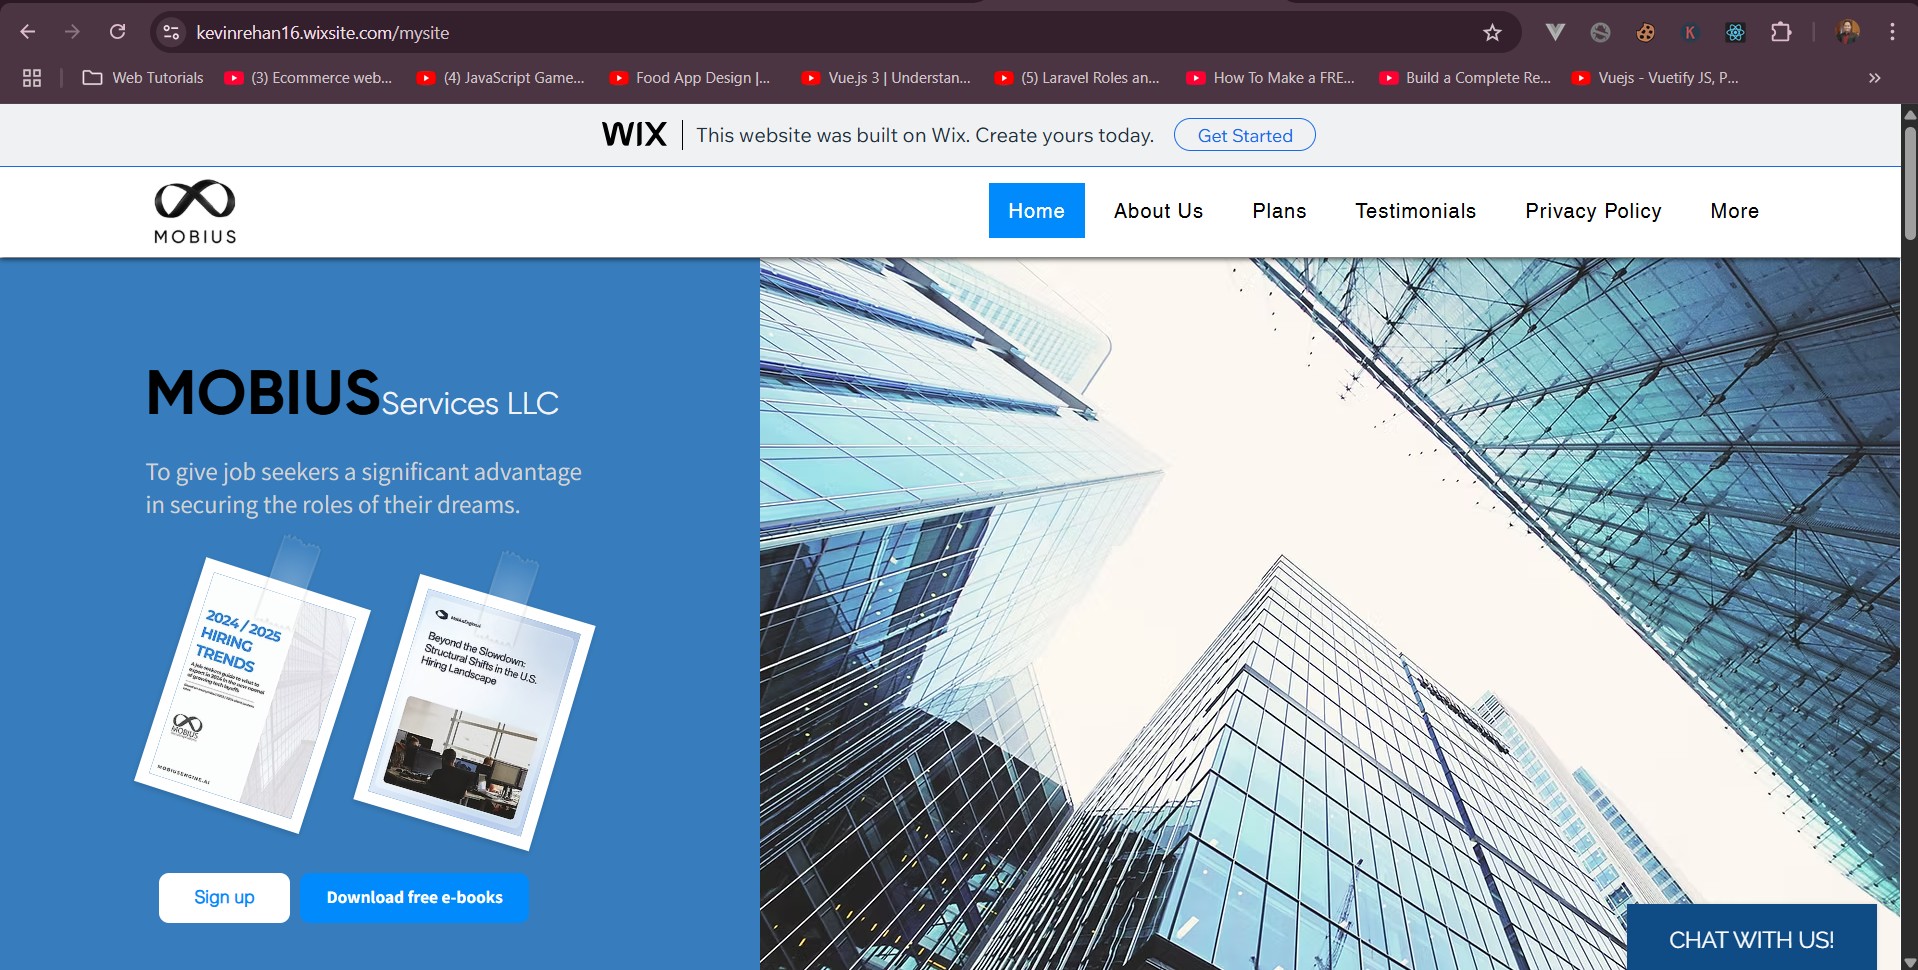 kevinrehan16.wixsite.com/mysite
Web Tutorials
(3) Ecommerce web...
(4) JavaScript Game...
Food App Design |...
Vue.js 3 | Understan...
(5) Laravel Roles an...
How To Make a FRE...
Build a Complete Re...
Vuejs - Vuetify JS, P...
WIX
This website was built on Wix. Create yours today.
Get Started
MOBIUS
Home
About Us
Plans
Testimonials
Privacy Policy
More
MOBIUS Services LLC
To give job seekers a significant advantage
in securing the roles of their dreams.
2024 / 2025
HIRING
TRENDS
MOBIUS
MOBIUSENGINE.AI
Beyond the Slowdown:
Structural Shifts in the U.S.
Hiring Landscape
Sign up
Download free e-books
CHAT WITH US!